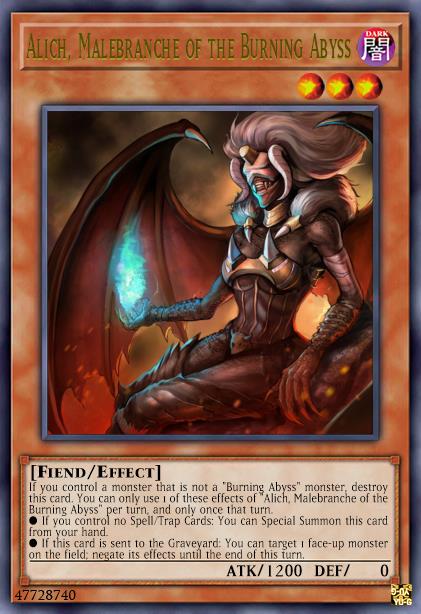 Alich, Malebranche of the Burning Abyss
DARK
闇
[Fiend/Effect]
If you control a monster that is not a "Burning Abyss" monster, destroy
this card. You can only use 1 of these effects of "Alich, Malebranche of the
Burning Abyss" per turn, and only once that turn.
● If you control no Spell/Trap Cards: You can Special Summon this card
from your hand.
● If this card is sent to the Graveyard: You can target 1 face-up monster
on the field; negate its effects until the end of this turn.
ATK/1200 DEF/ 0
47728740